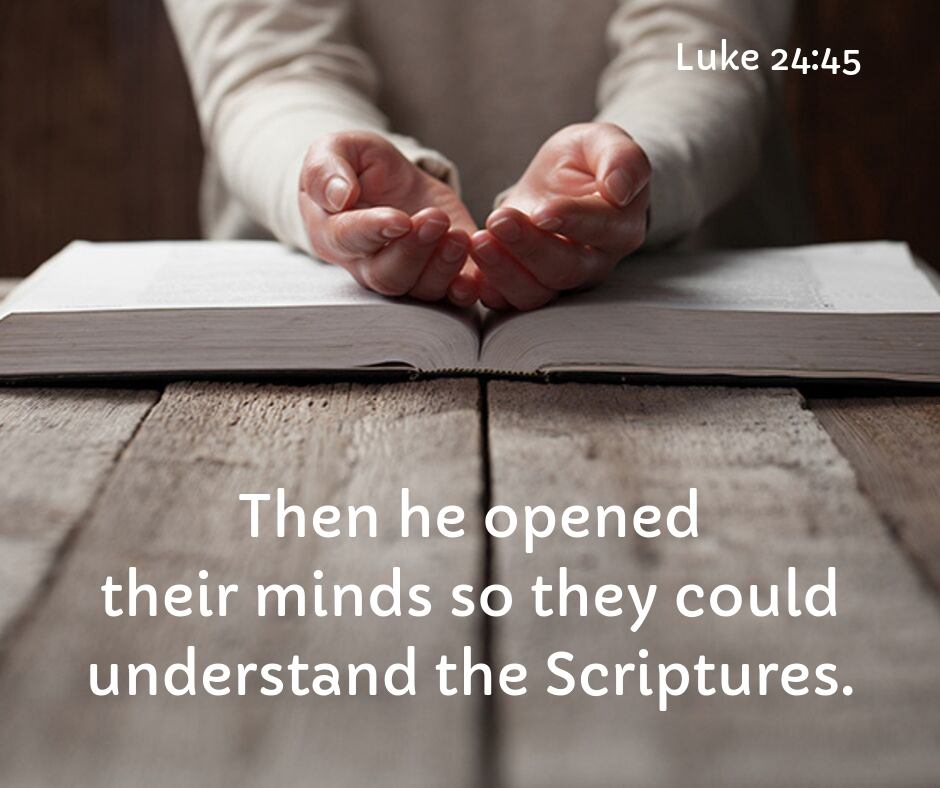 Luke 24:45
Then he opened
their minds so they could
understand the Scriptures.